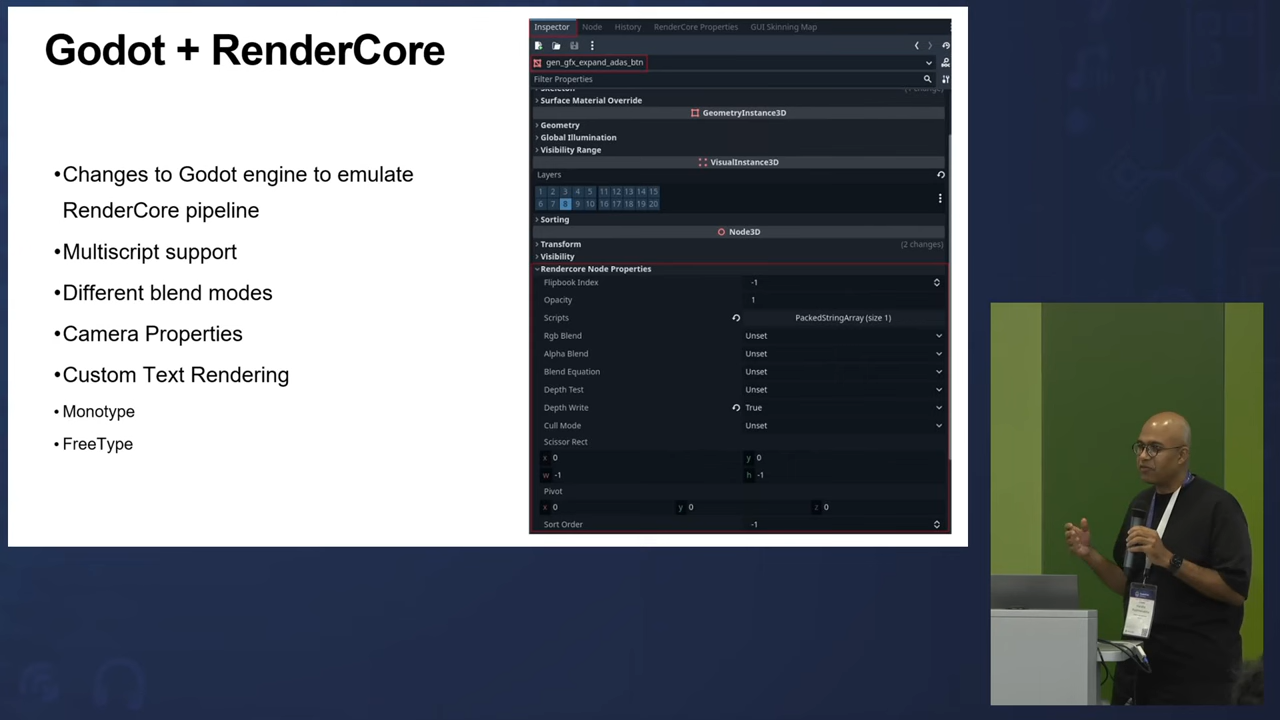 Godot + RenderCore
•Changes to Godot engine to emulate
RenderCore pipeline
•Multiscript support
•Different blend modes
•Camera Properties
•Custom Text Rendering
• Monotype
• FreeType
Inspector Node History RenderCore Properties GUI Skinning Map
gen_gfx_expand_adas_btn
Filter Properties
Surface Material Override
GeometryInstance3D
Geometry
Global Illumination
Visibility Range
VisualInstance3D
Layers
1 2 3 4 5 11 12 13 14 15
6 7 8 9 10 16 17 18 19 20
Sorting
Node3D
Transform (2 changes)
Visibility
Rendercore Node Properties
Flipbook Index -1
Opacity 1
Scripts PackedStringArray (size 1)
Rgb Blend Unset
Alpha Blend Unset
Blend Equation Unset
Depth Test Unset
Depth Write True
Cull Mode Unset
Scissor Rect
x 0 y 0
w -1 h -1
Pivot
x 0 y 0 z 0
Sort Order -1